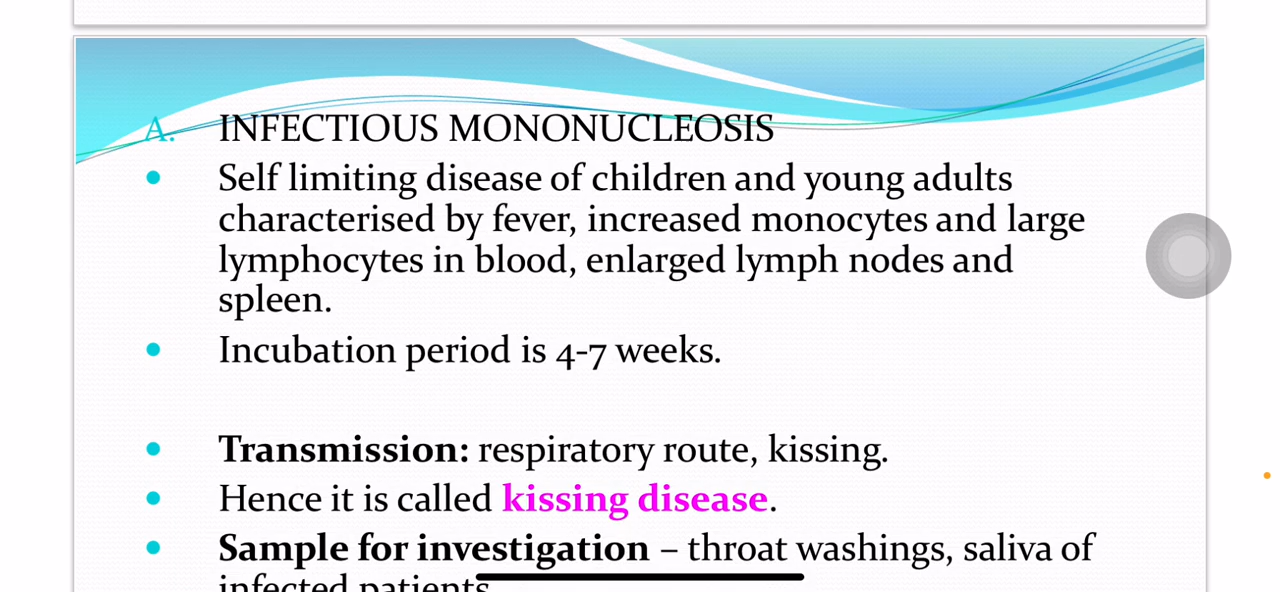 A. INFECTIOUS MONONUCLEOSIS
• Self limiting disease of children and young adults
characterised by fever, increased monocytes and large
lymphocytes in blood, enlarged lymph nodes and
spleen.
• Incubation period is 4-7 weeks.
• Transmission: respiratory route, kissing.
• Hence it is called kissing disease.
• Sample for investigation – throat washings, saliva of
infected patients